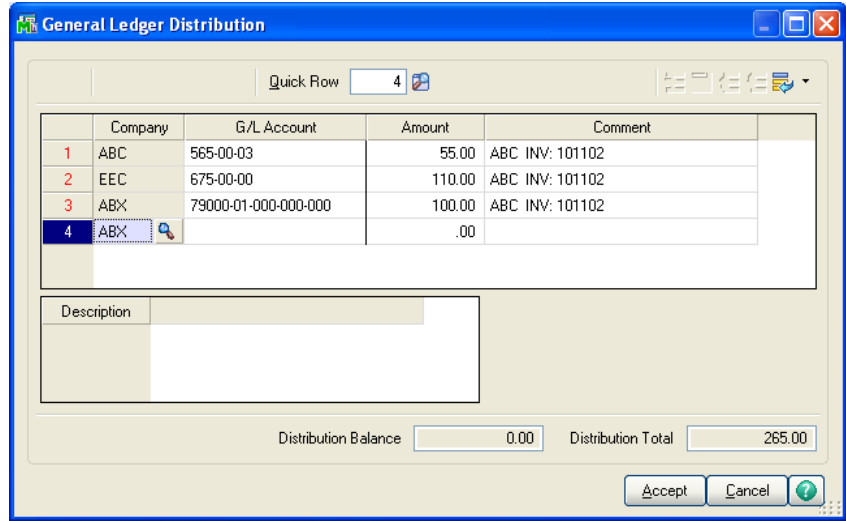 General Ledger Distribution
Quick Row 4
Company G/L Account Amount Comment
1 ABC 565-00-03 55.00 ABC INV: 101102
2 EEC 675-00-00 110.00 ABC INV: 101102
3 ABX 79000-01-000-000-000 100.00 ABC INV: 101102
4 ABX .00
Description
Distribution Balance 0.00 Distribution Total 265.00
Accept Cancel ?